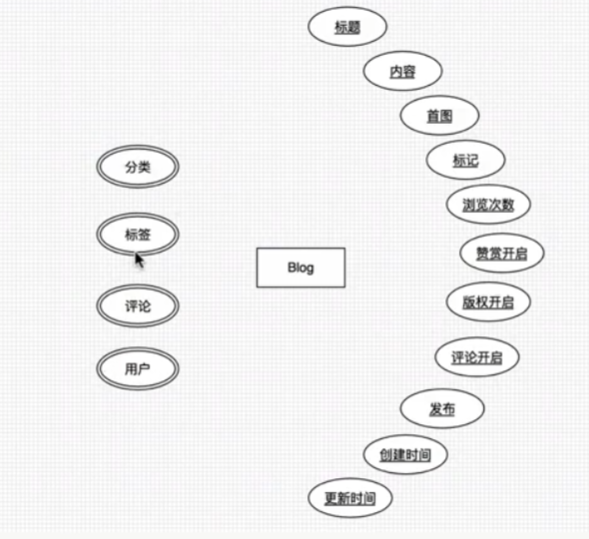 标题
内容
首图
标记
浏览次数
赞赏开启
版权开启
评论开启
发布
创建时间
更新时间
Blog
分类
标签
评论
用户